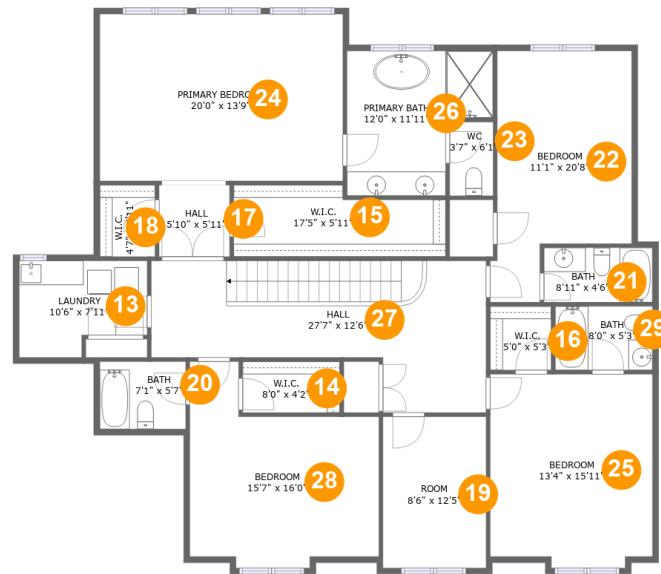 PRIMARY BEDRO
20'0" x 13'9"
24
PRIMARY BATH
12'0" x 11'11"
26
WC
3'7" x 6'1
23
BEDROOM
11'1" x 20'8"
22
W.I.C.
18
HALL
5'10" x 5'11"
17
W.I.C.
17'5" x 5'11"
15
LAUNDRY
10'6" x 7'11"
13
HALL
27'7" x 12'6"
27
BATH
8'11" x 4'6"
21
W.I.C.
5'0" x 5'3"
16
BATH
8'0" x 5'3"
29
BATH
7'1" x 5'7"
20
W.I.C.
8'0" x 4'2"
14
BEDROOM
15'7" x 16'0"
28
ROOM
8'6" x 12'5"
19
BEDROOM
13'4" x 15'11"
25